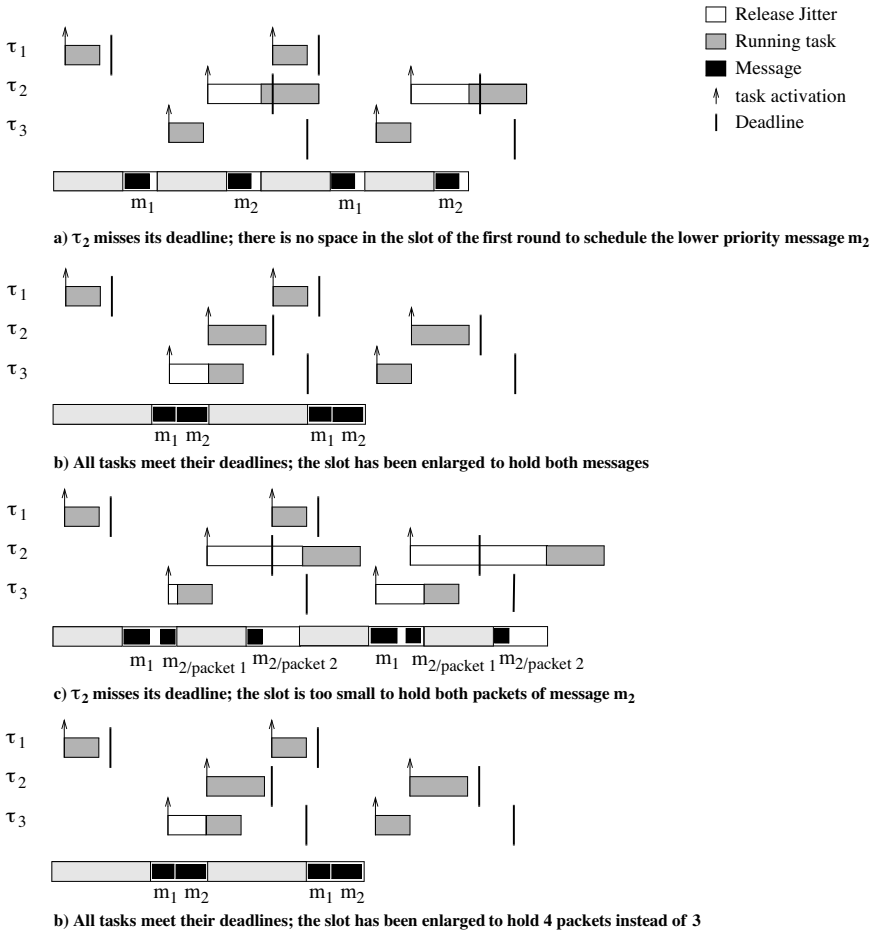 Release Jitter
Running task
Message
task activation
Deadline
τ1
τ2
τ3
m1 m2 m1 m2
a) τ2 misses its deadline; there is no space in the slot of the first round to schedule the lower priority message m2
τ1
τ2
τ3
m1 m2 m1 m2
b) All tasks meet their deadlines; the slot has been enlarged to hold both messages
τ1
τ2
τ3
m1 m2/packet 1 m2/packet 2 m1 m2/packet 1 m2/packet 2
c) τ2 misses its deadline; the slot is too small to hold both packets of message m2
τ1
τ2
τ3
m1 m2 m1 m2
b) All tasks meet their deadlines; the slot has been enlarged to hold 4 packets instead of 3